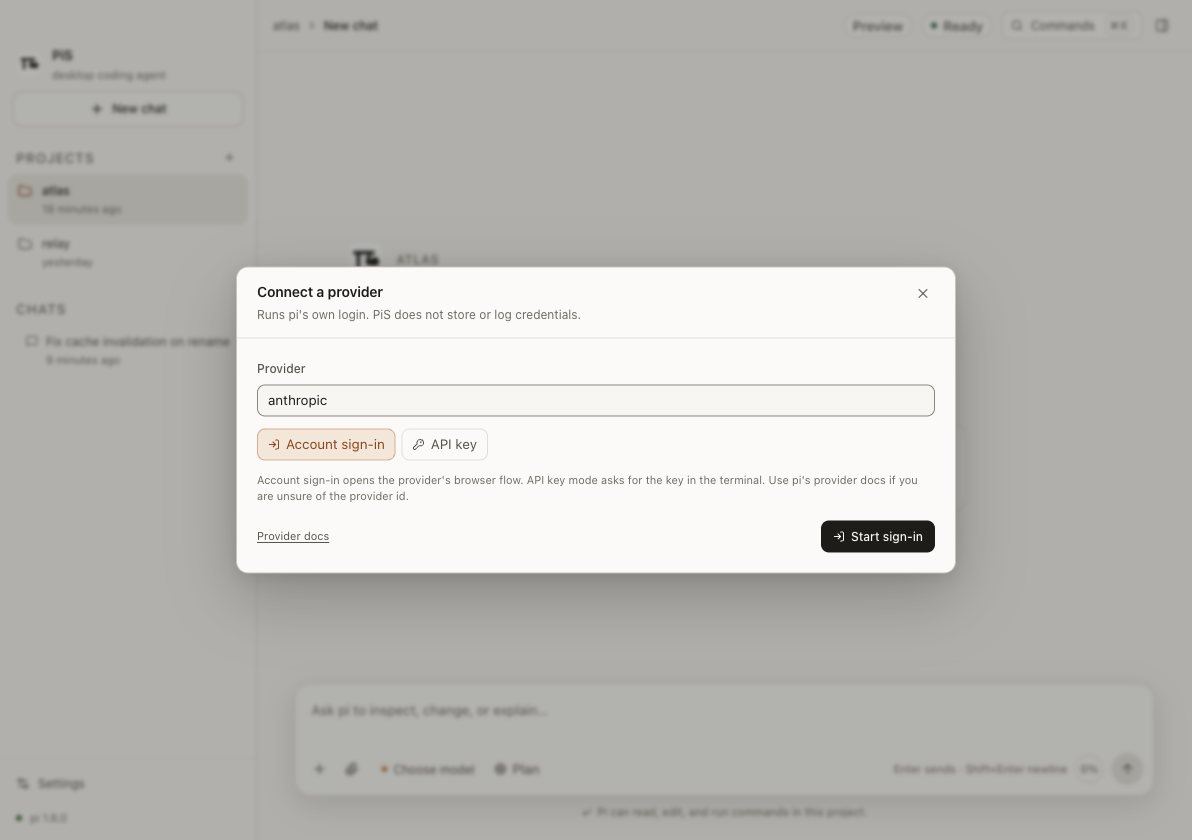 atlas > New chat
Preview
Ready
Commands ⌘K
PiS
desktop coding agent
+ New chat
PROJECTS +
atlas
18 minutes ago
relay
yesterday
CHATS
Fix cache invalidation on rename
9 minutes ago
Settings
pi 1.6.0
ATLAS
Connect a provider
Runs pi's own login. PiS does not store or log credentials.
Provider
anthropic
Account sign-in
API key
Account sign-in opens the provider's browser flow. API key mode asks for the key in the terminal. Use pi's provider docs if you
are unsure of the provider id.
Provider docs
Start sign-in
Ask pi to inspect, change, or explain...
Choose model
Plan
Enter sends · Shift+Enter newline
0%
Pi can read, edit, and run commands in this project.